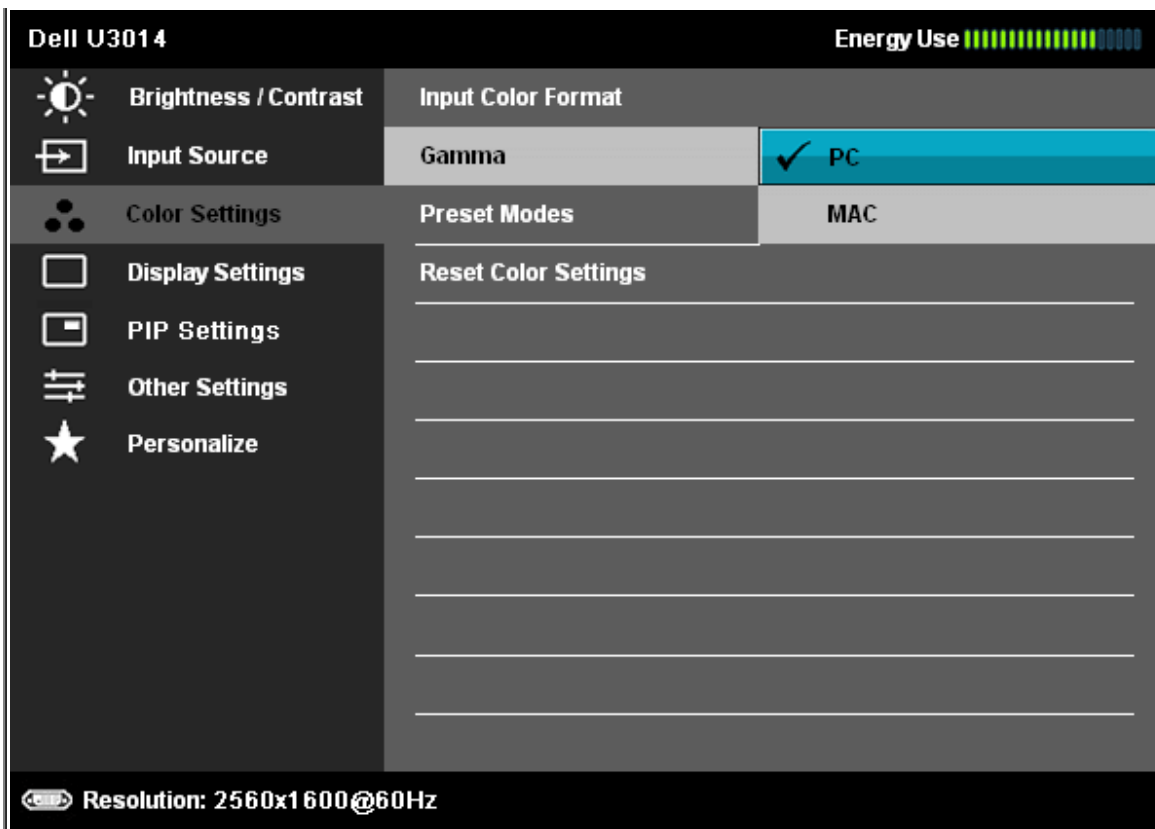 Dell U3014 Energy Use
Brightness / Contrast Input Color Format
Input Source Gamma PC
Color Settings Preset Modes MAC
Display Settings Reset Color Settings
PIP Settings
Other Settings
Personalize
Resolution: 2560x1600@60Hz